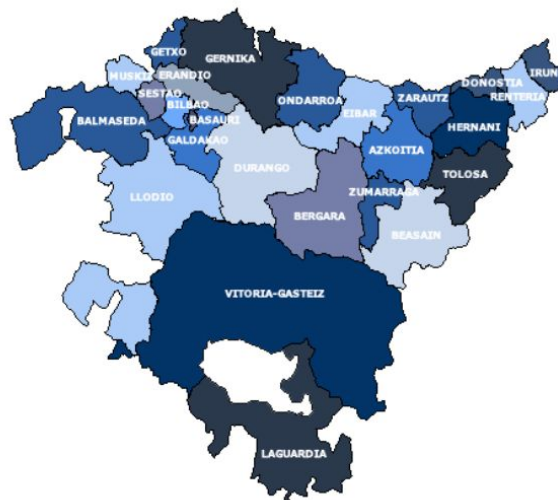 GETXO
GERNIKA
MUSKIZ
ERANDIO
SESTAO
BILBAO
BALMASEDA
BASAURI
GALDAKAO
ONDARROA
EIBAR
ZARAUTZ
DONOSTIA
IRUN
RENTERIA
HERNANI
AZKOITIA
DURANGO
TOLOSA
LLODIO
ZUMARRAGA
BERGARA
BEASAIN
VITORIA-GASTEIZ
LAGUARDIA